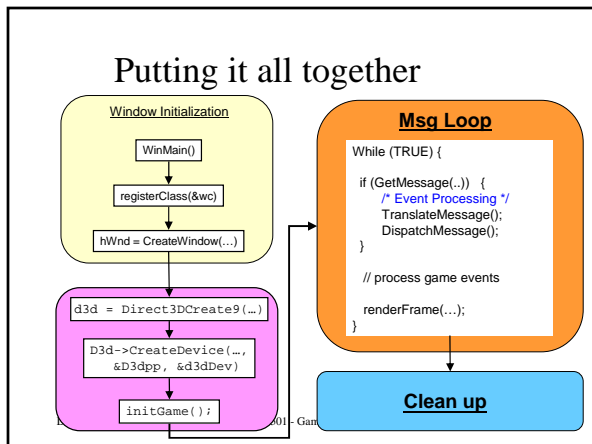 Putting it all together
Window Initialization
WinMain()
registerClass(&wc)
hWnd = CreateWindow(…)
d3d = Direct3DCreate9(…)
D3d->CreateDevice(…,
&D3dpp, &d3dDev)
initGame();
Msg Loop
While (TRUE) {
if (GetMessage(..)) {
/* Event Processing */
TranslateMessage();
DispatchMessage();
}
// process game events
renderFrame(…);
}
Clean up